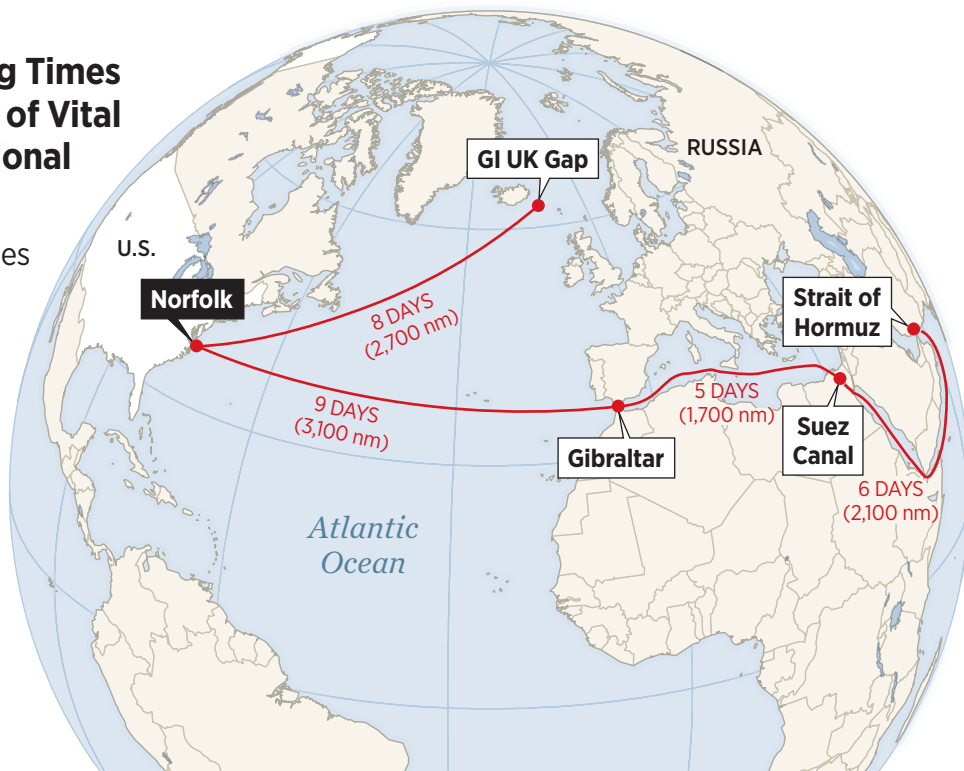 g Times
of Vital
ional
es
GI UK Gap
RUSSIA
U.S.
Norfolk
Strait of
Hormuz
8 DAYS
(2,700 nm)
9 DAYS
(3,100 nm)
5 DAYS
(1,700 nm)
Suez
Canal
Gibraltar
6 DAYS
(2,100 nm)
Atlantic
Ocean